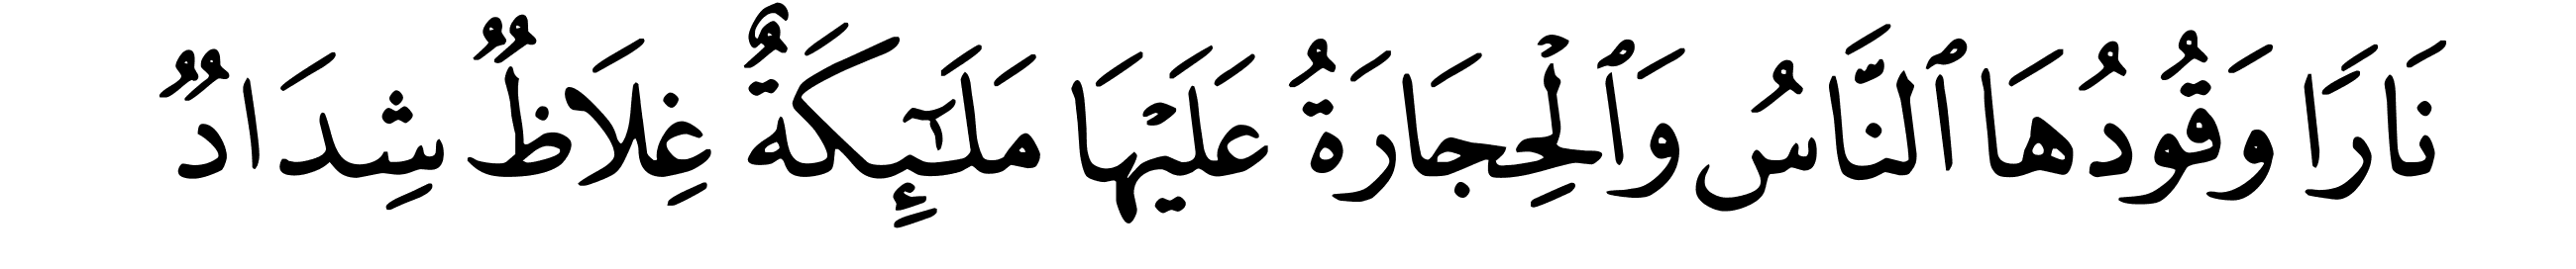 نَارًا وَقُودُهَا ٱلنَّاسُ وَٱلْحِجَارَةُ عَلَيْهَا مَلَـٰٓئِكَةٌ غِلَاظٌ شِدَادٌ